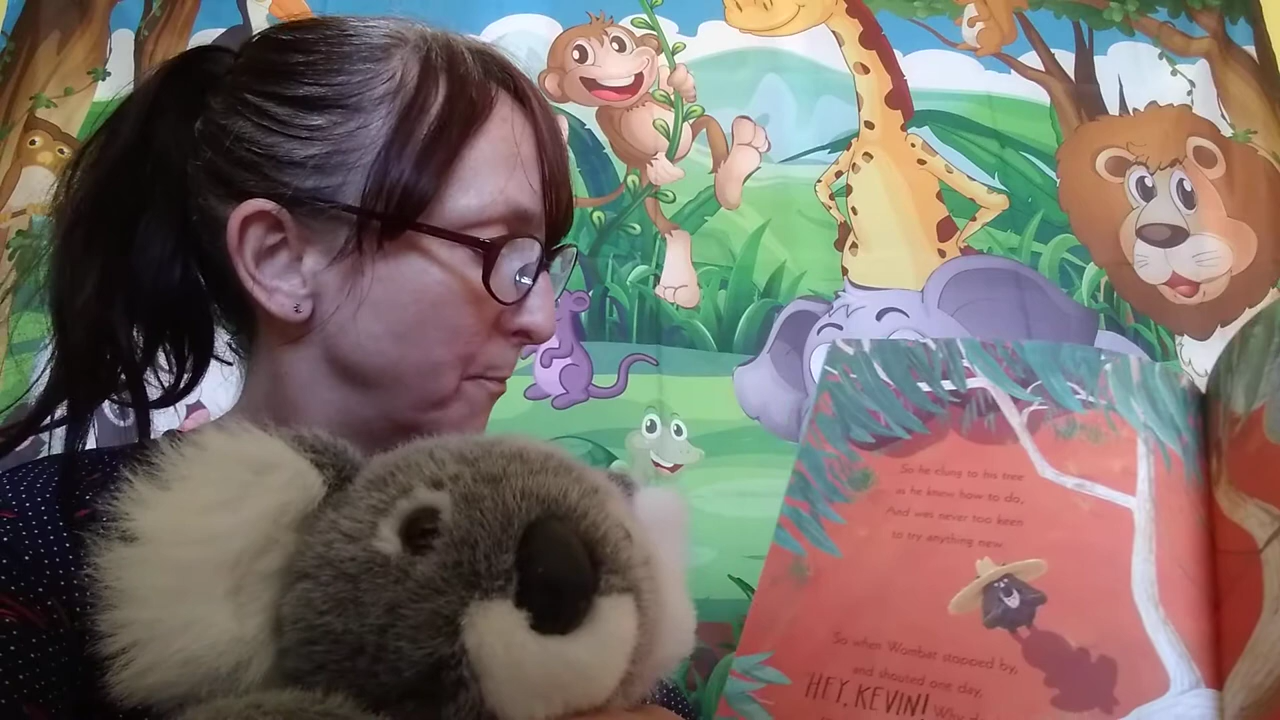 So he clung to his tree
as he knew how to do,
And was never too keen
to try anything new.
So when Wombat stopped by,
and shouted one day,
HEY, KEVIN! Why